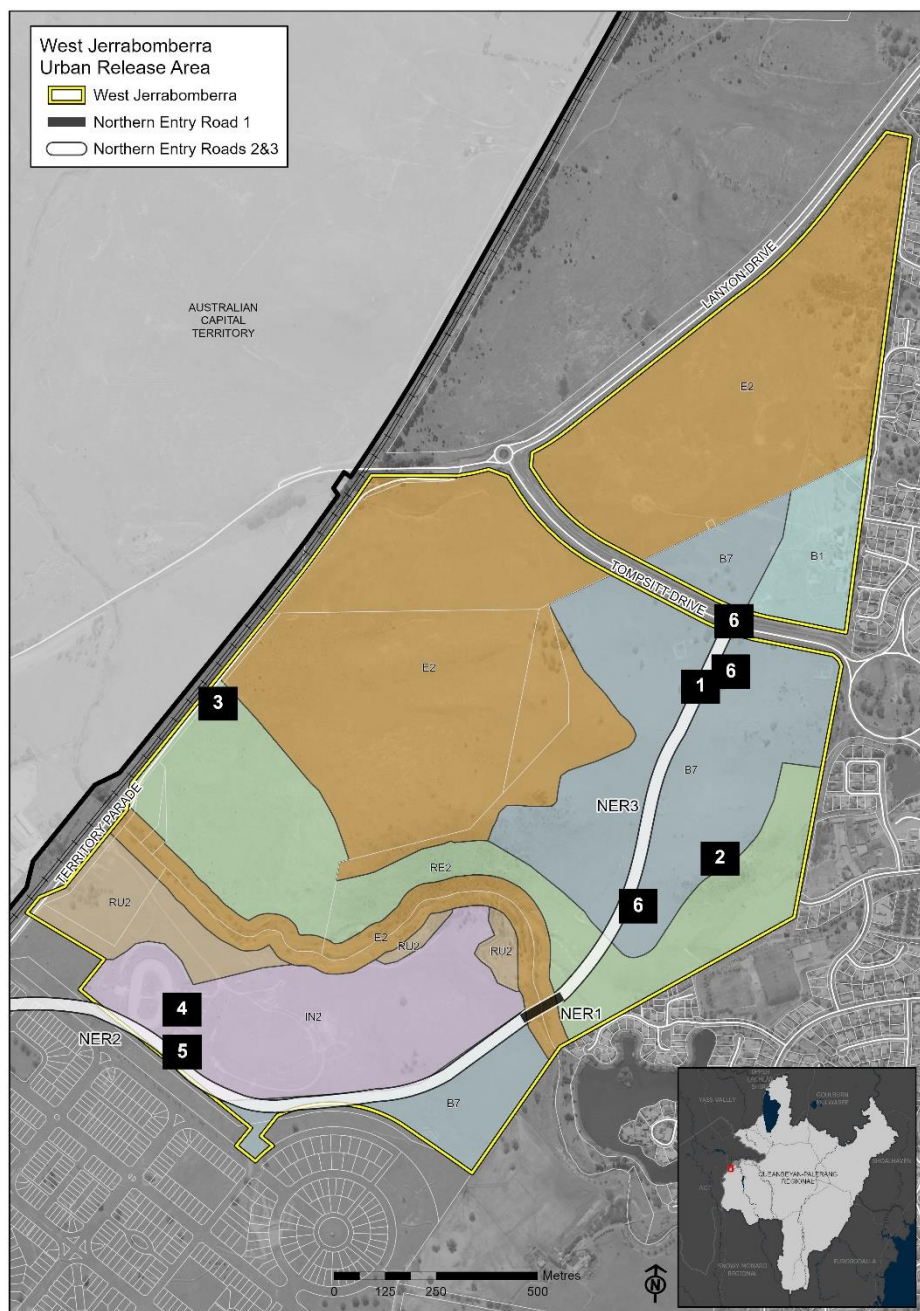 West Jerrabomberra
Urban Release Area
West Jerrabomberra
Northern Entry Road 1
Northern Entry Roads 2&3
AUSTRALIAN
CAPITAL
TERRITORY
LANYON DRIVE
E2
B7
B1
TOMPSITT DRIVE
6
6
1
E2
3
B7
NER3
2
TERRITORY PARADE
RE2
RU2
6
E2
RU2
RU2
4
IN2
NER1
NER2
5
B7
YASS VALLEY
GOULBURN
MULWAREE
SHOALHAVEN
QUEANBEYAN-PALERANG
REGIONAL
ACT
SNOWY MONARO
REGIONAL
EUROBODALLA
Metres
0 125 250 500
N